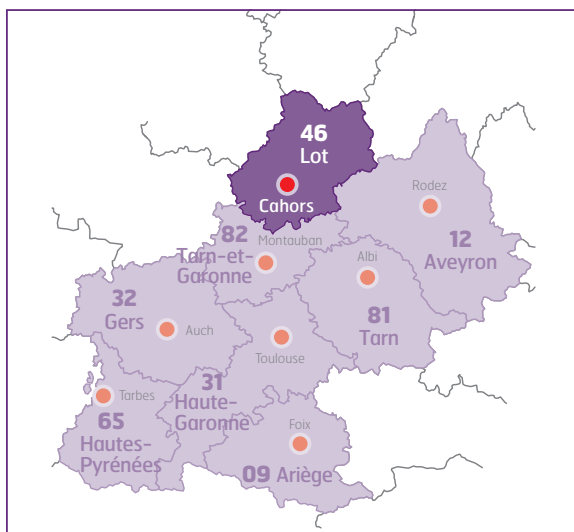 46
Lot
Cahors
Rodez
12
Aveyron
82
Montauban
Tarn-et-
Garonne
Albi
81
Tarn
32
Gers
Auch
Toulouse
31
Haute-
Garonne
Tarbes
65
Hautes-
Pyrénées
Foix
09 Ariège